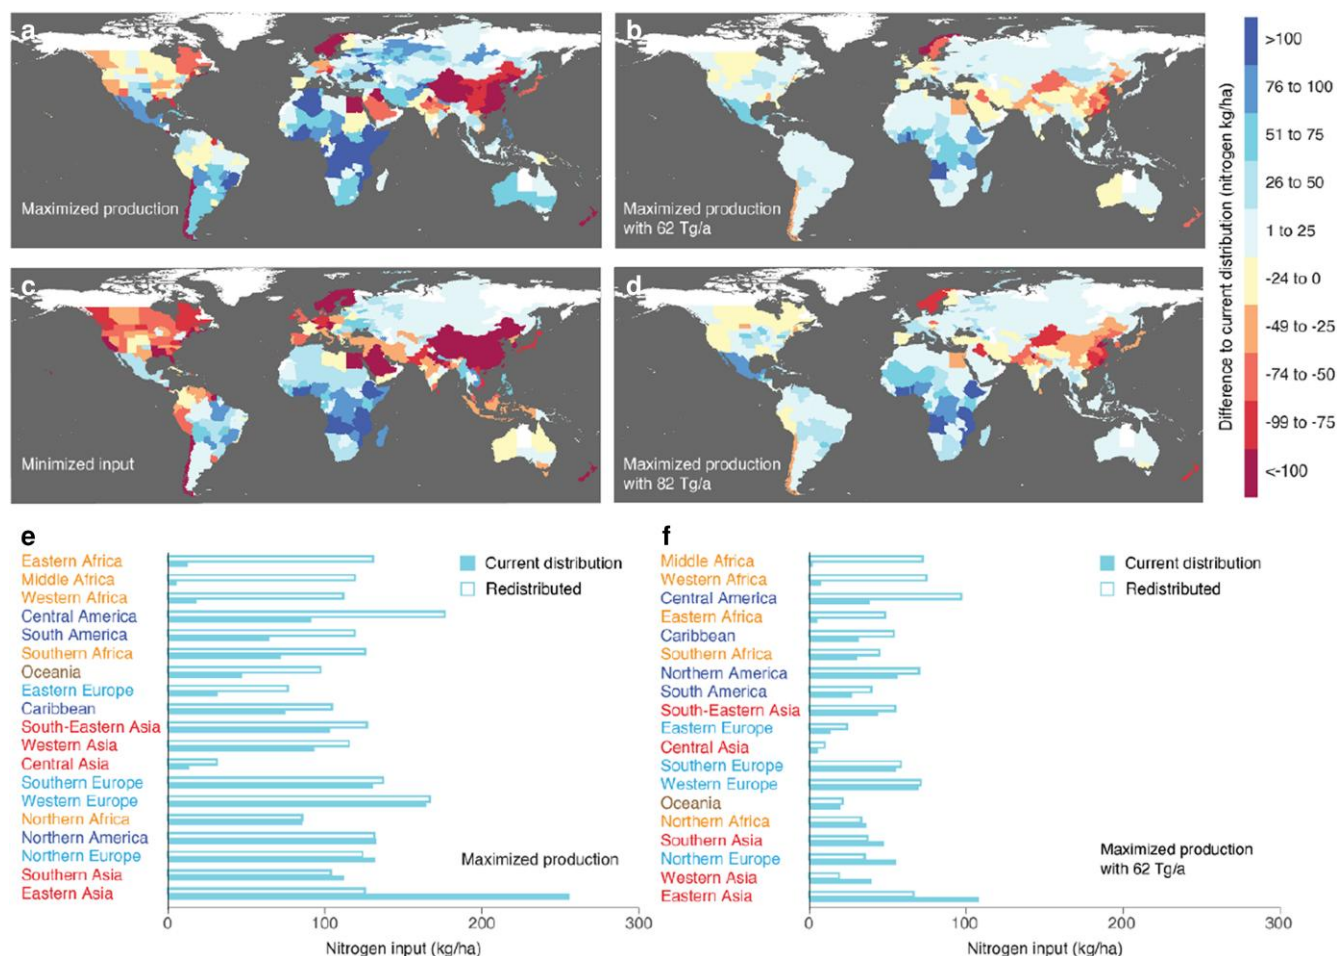 a
Maximized production
b
Maximized production
with 62 Tg/a
c
Minimized input
d
Maximized production
with 82 Tg/a
Difference to current distribution (nitrogen kg/ha)
>100
76 to 100
51 to 75
26 to 50
1 to 25
-24 to 0
-49 to -25
-74 to -50
-99 to -75
<-100
e
Eastern Africa
Middle Africa
Western Africa
Central America
South America
Southern Africa
Oceania
Eastern Europe
Caribbean
South-Eastern Asia
Western Asia
Central Asia
Southern Europe
Western Europe
Northern Africa
Northern America
Northern Europe
Southern Asia
Eastern Asia
Current distribution
Redistributed
Maximized production
0 100 200 300
Nitrogen input (kg/ha)
f
Middle Africa
Western Africa
Central America
Eastern Africa
Caribbean
Southern Africa
Northern America
South America
South-Eastern Asia
Eastern Europe
Central Asia
Southern Europe
Western Europe
Oceania
Northern Africa
Southern Asia
Northern Europe
Western Asia
Eastern Asia
Current distribution
Redistributed
Maximized production
with 62 Tg/a
0 100 200 300
Nitrogen input (kg/ha)